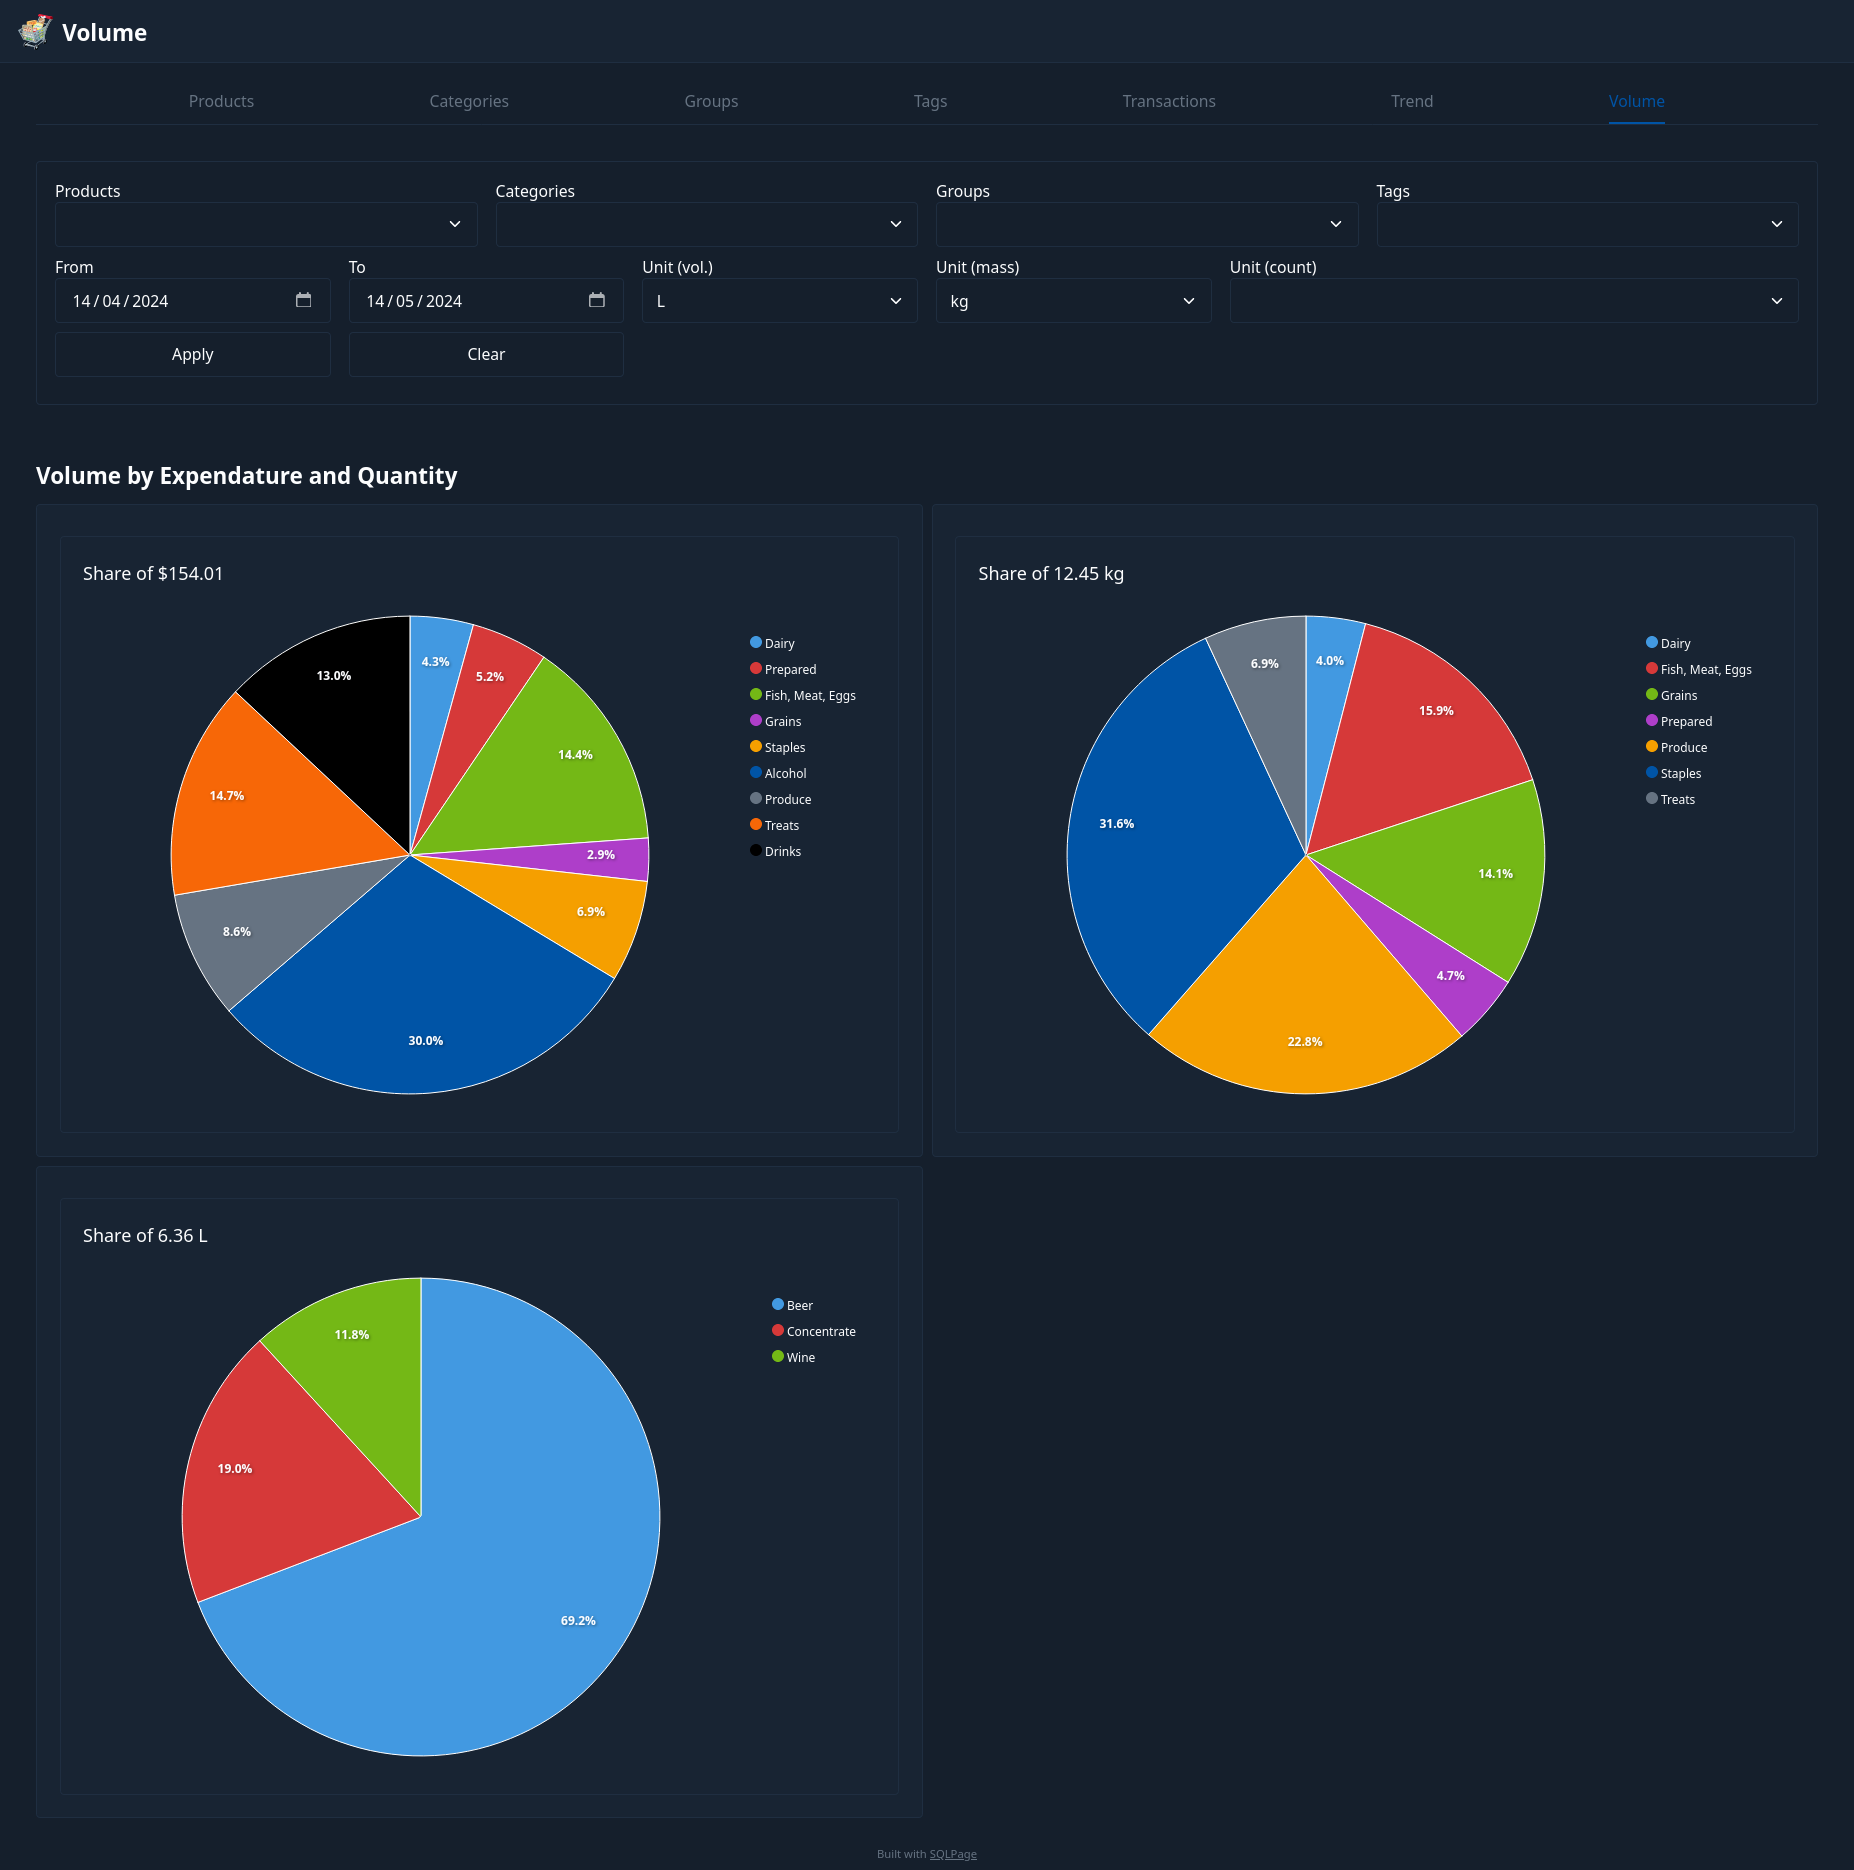 Volume
Products Categories Groups Tags Transactions Trend Volume
Products Categories Groups Tags
From To Unit (vol.) Unit (mass) Unit (count)
14/04/2024 14/05/2024 L kg
Apply Clear
Volume by Expendature and Quantity
Share of $154.01
13.0%
4.3%
5.2%
14.4%
2.9%
6.9%
30.0%
8.6%
14.7%
Dairy
Prepared
Fish, Meat, Eggs
Grains
Staples
Alcohol
Produce
Treats
Drinks
Share of 12.45 kg
6.9%
4.0%
15.9%
14.1%
4.7%
22.8%
31.6%
Dairy
Fish, Meat, Eggs
Grains
Prepared
Produce
Staples
Treats
Share of 6.36 L
11.8%
19.0%
69.2%
Beer
Concentrate
Wine
Built with SQLPage